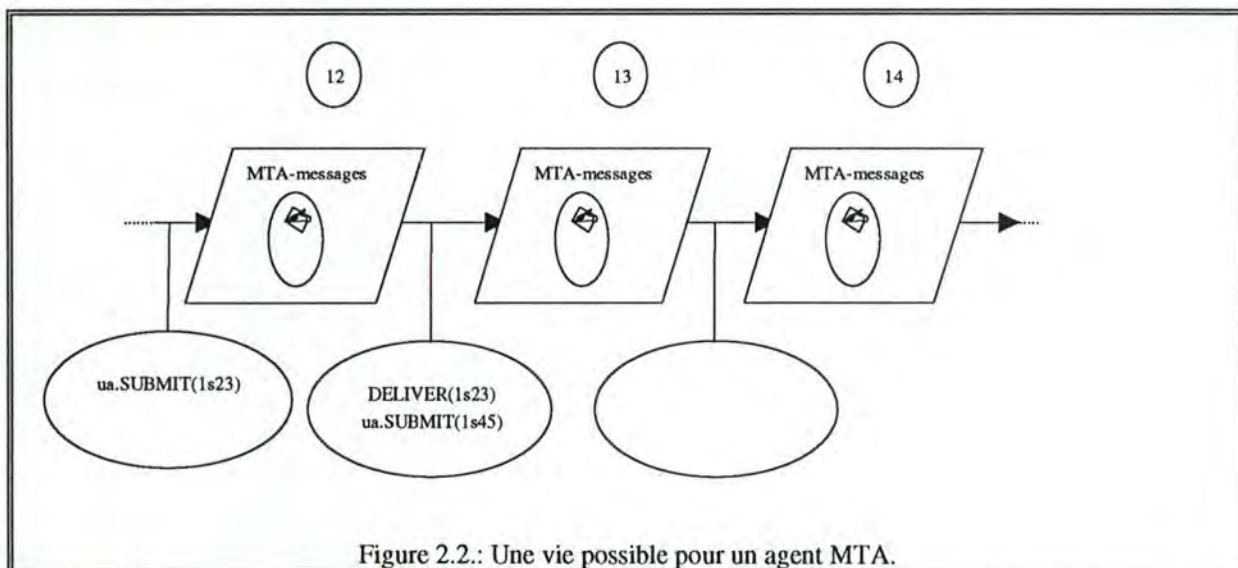 12
13
14
MTA-messages
MTA-messages
MTA-messages
ua.SUBMIT(1s23)
DELIVER(1s23)
ua.SUBMIT(1s45)
Figure 2.2.: Une vie possible pour un agent MTA.